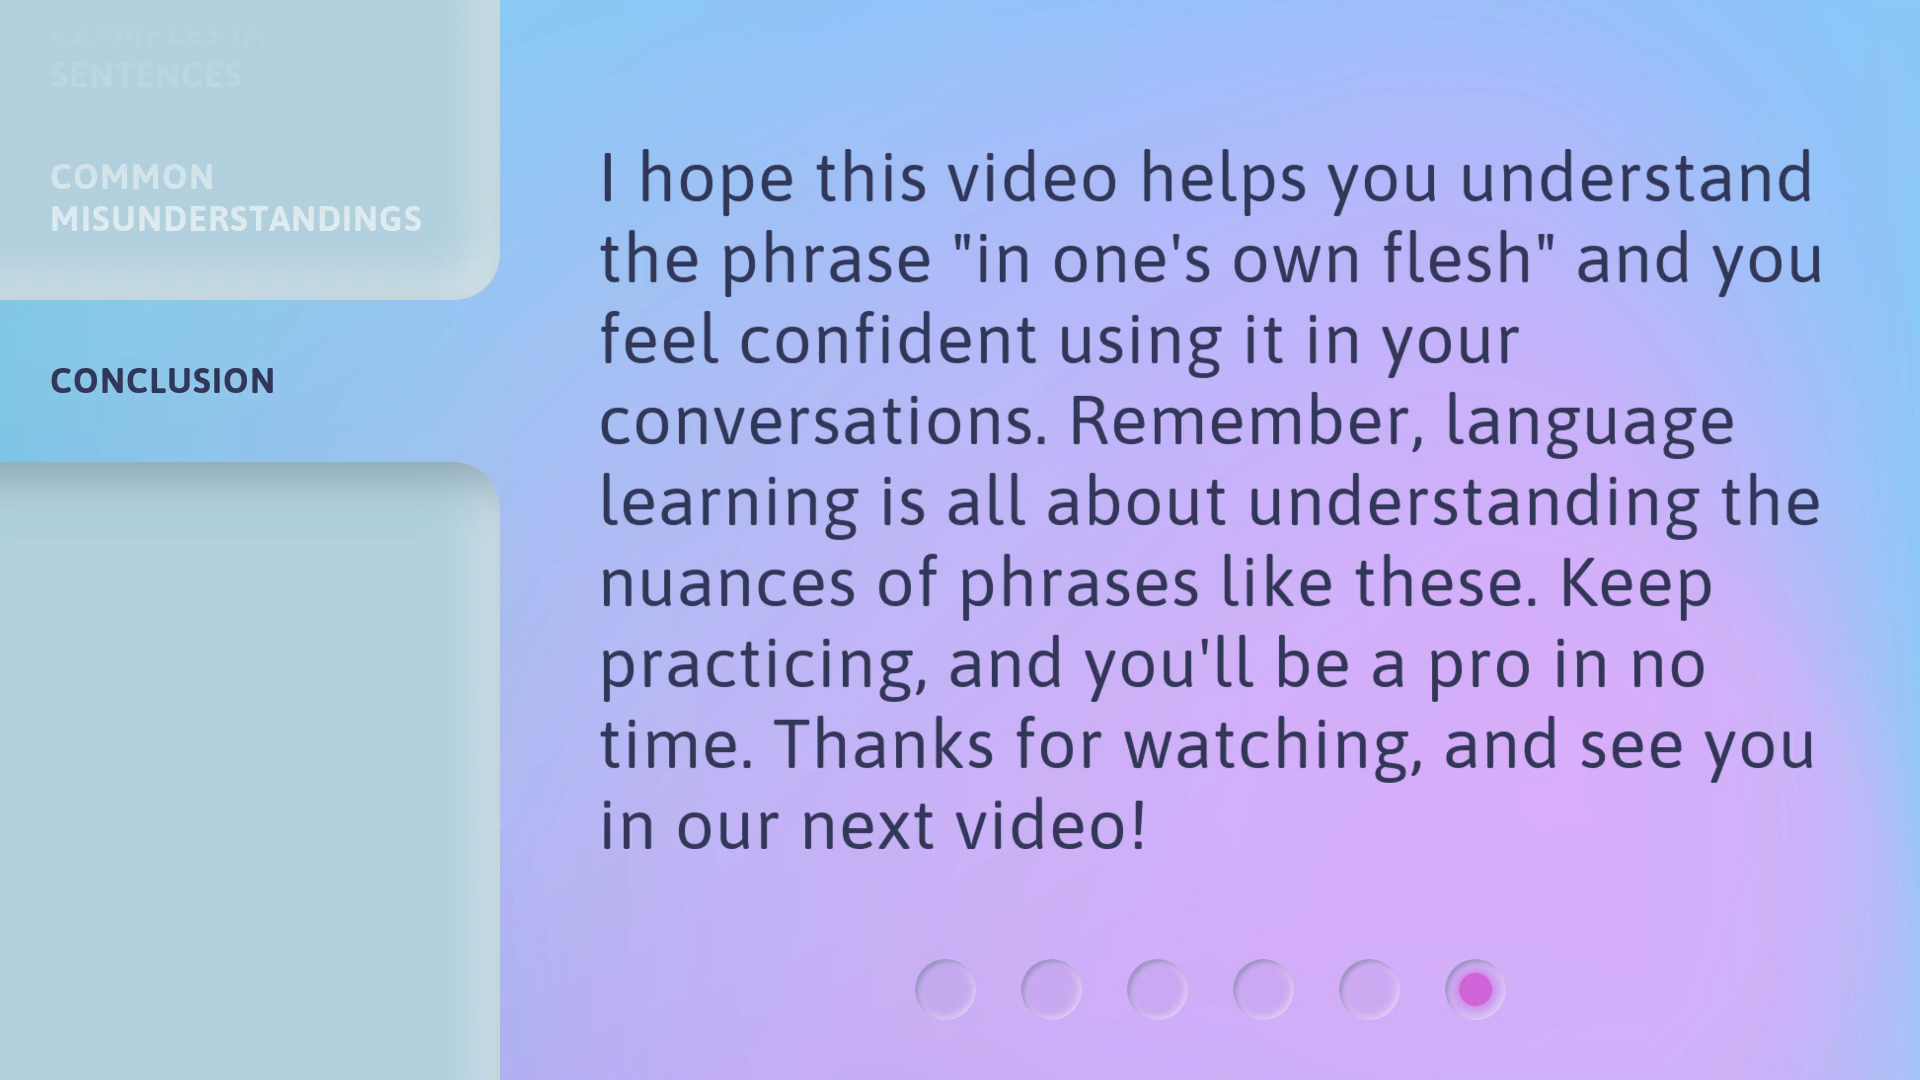 EXAMPLES IN
SENTENCES
COMMON
MISUNDERSTANDINGS
CONCLUSION
I hope this video helps you understand
the phrase "in one's own flesh" and you
feel confident using it in your
conversations. Remember, language
learning is all about understanding the
nuances of phrases like these. Keep
practicing, and you'll be a pro in no
time. Thanks for watching, and see you
in our next video!